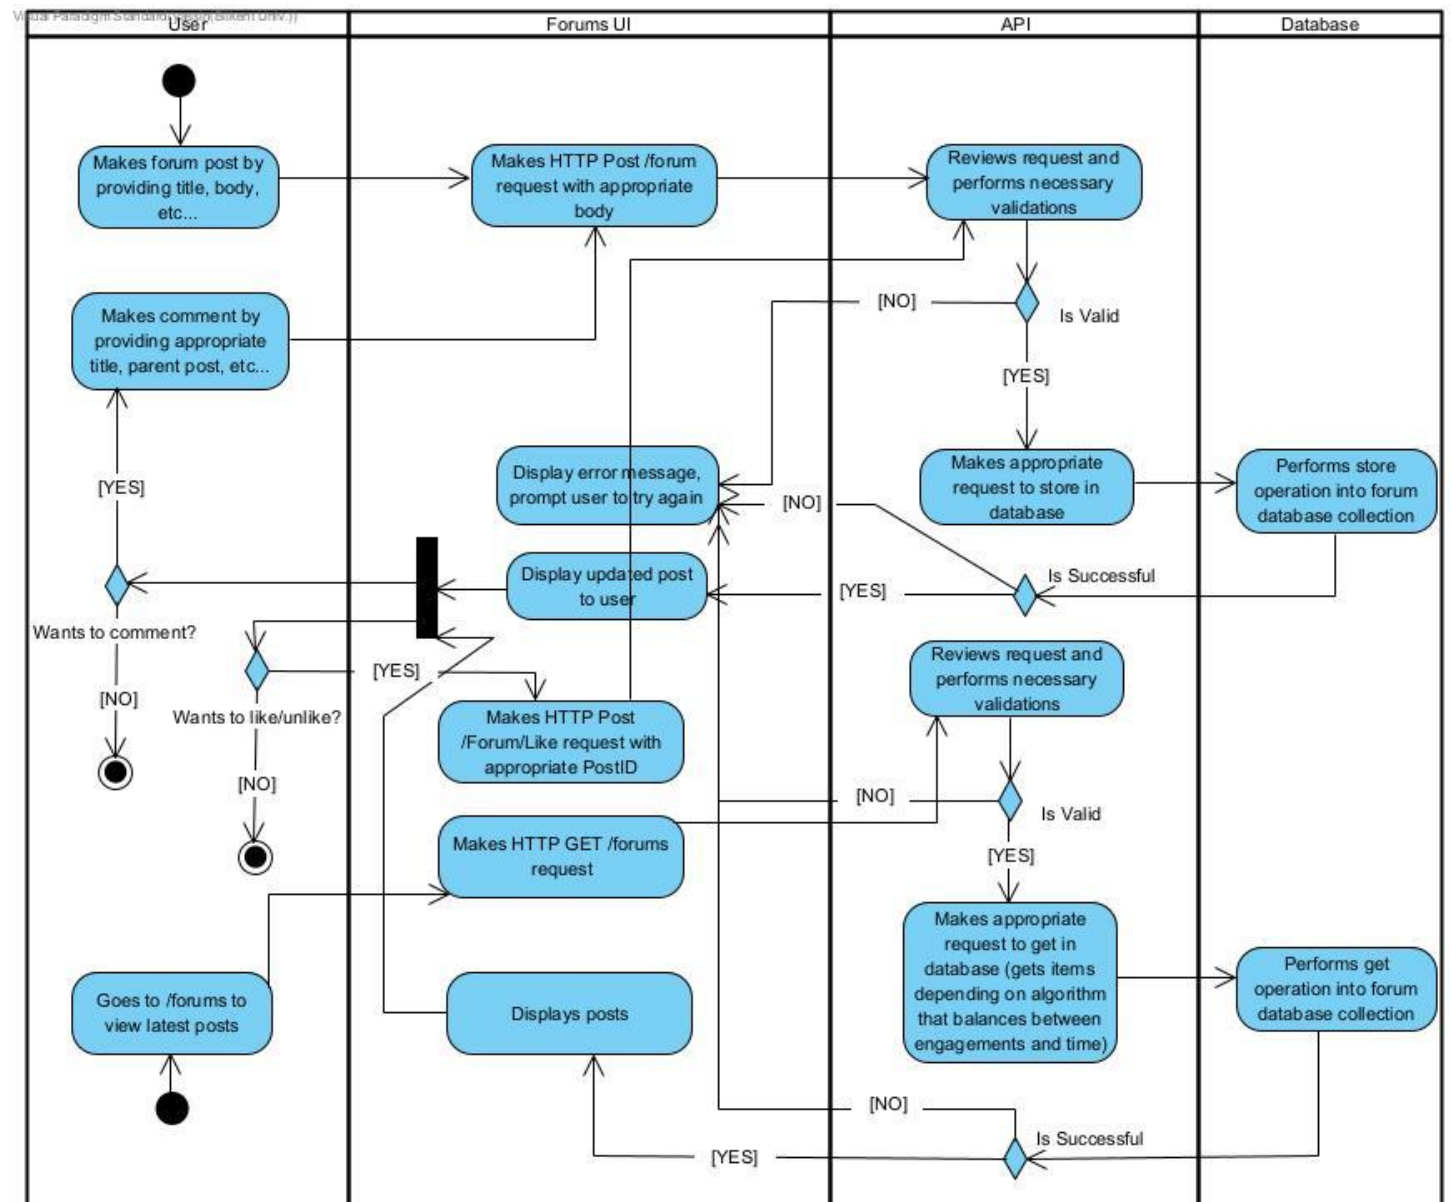 User
Forums UI
API
Database
Makes forum post by
providing title, body,
etc...
Makes HTTP Post /forum
request with appropriate
body
Reviews request and
performs necessary
validations
[NO]
Is Valid
Makes comment by
providing appropriate
title, parent post, etc...
[YES]
[YES]
Display error message,
prompt user to try again
[NO]
Makes appropriate
request to store in
database
Performs store
operation into forum
database collection
Display updated post
to user
[YES]
Is Successful
Wants to comment?
[NO]
[YES]
Wants to like/unlike?
[NO]
Makes HTTP Post
/Forum/Like request with
appropriate PostID
Reviews request and
performs necessary
validations
[NO]
Is Valid
[YES]
Makes HTTP GET /forums
request
Makes appropriate
request to get in
database (gets items
depending on algorithm
that balances between
engagements and time)
Performs get
operation into forum
database collection
Goes to /forums to
view latest posts
Displays posts
[NO]
Is Successful
[YES]